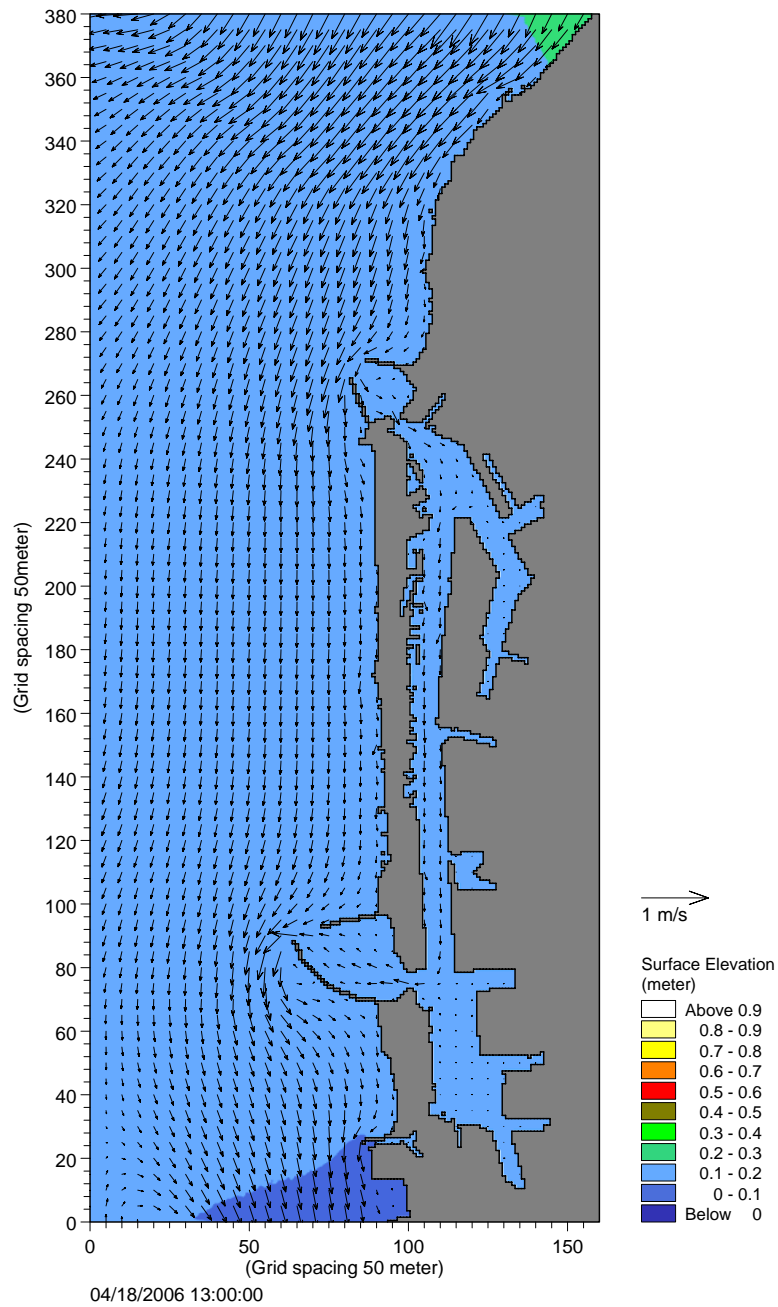 380
360
340
320
300
280
260
240
220
200
180
160
140
120
100
80
60
40
20
0
(Grid spacing 50meter)
0 50 100 150
(Grid spacing 50 meter)
04/18/2006 13:00:00
1 m/s
Surface Elevation
(meter)
Above 0.9
0.8 - 0.9
0.7 - 0.8
0.6 - 0.7
0.5 - 0.6
0.4 - 0.5
0.3 - 0.4
0.2 - 0.3
0.1 - 0.2
0 - 0.1
Below 0